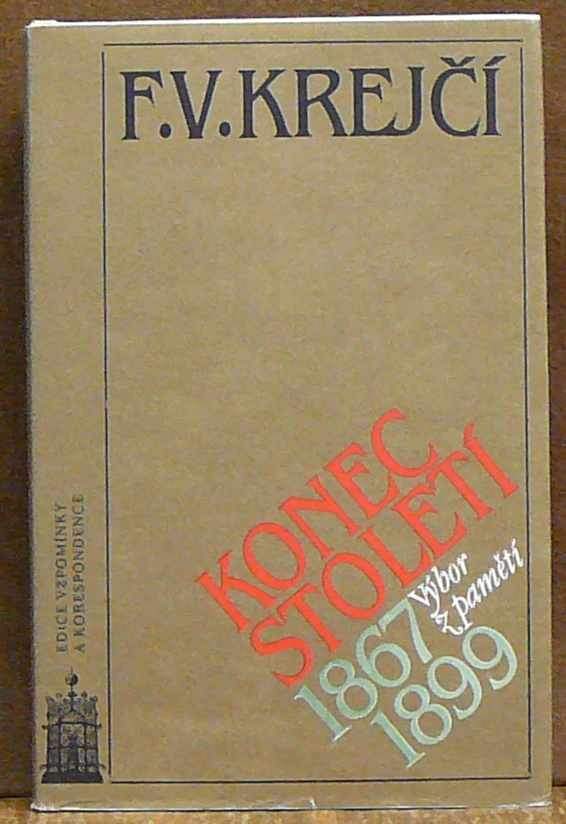 F.V.KREJČÍ
KONEC
STOLETÍ
1867
1899
výbor
z pamětí
EDICE VZPOMÍNKY
A KORESPONDENCE